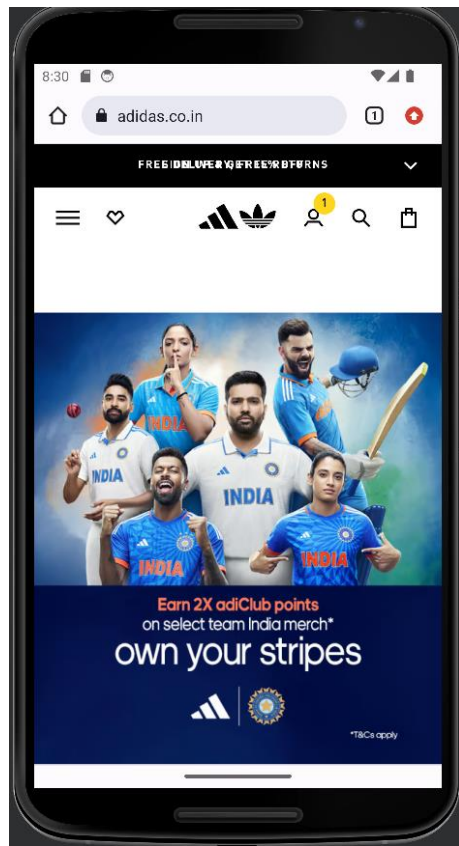 8:30
adidas.co.in
1
1
INDIA
INDIA
INDIA
INDIA
INDIA
Earn 2X adiClub points
on select team India merch*
own your stripes
*T&Cs apply